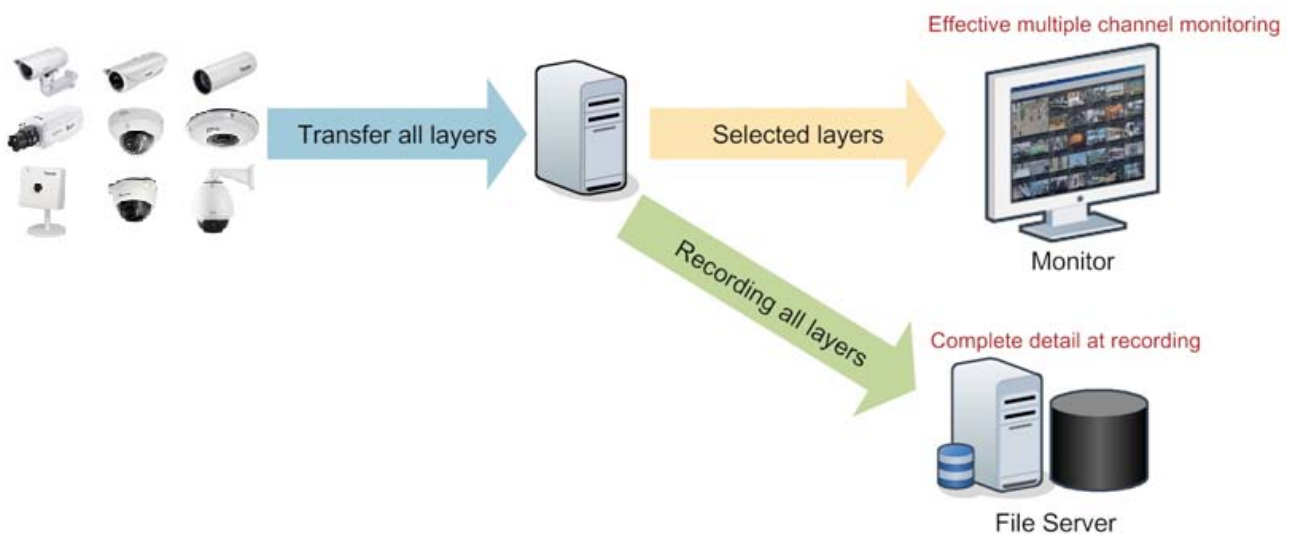 Effective multiple channel monitoring
Transfer all layers
Selected layers
Monitor
Recording all layers
Complete detail at recording
File Server